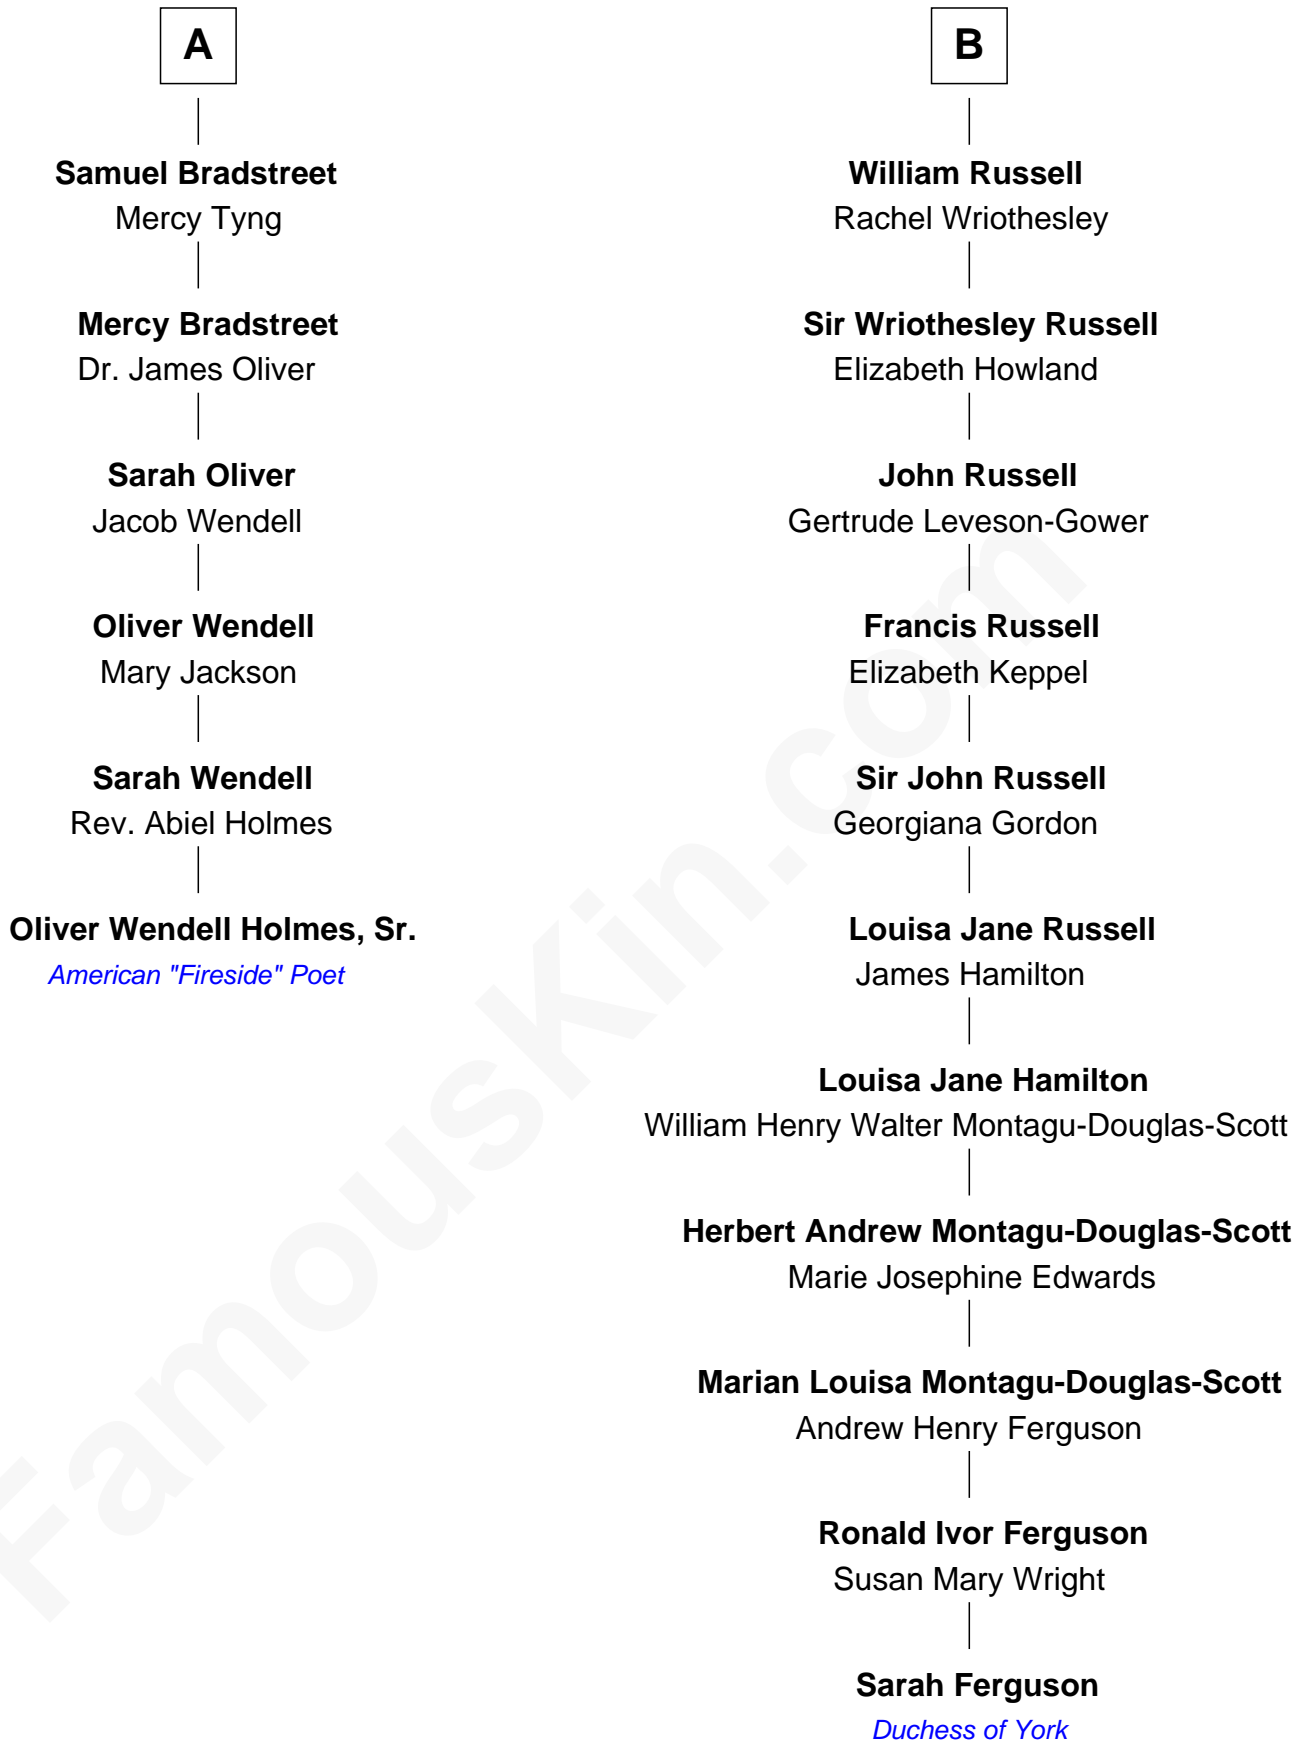 A
Samuel Bradstreet
Mercy Tyng
Mercy Bradstreet
Dr. James Oliver
Sarah Oliver
Jacob Wendell
Oliver Wendell
Mary Jackson
Sarah Wendell
Rev. Abiel Holmes
Oliver Wendell Holmes, Sr.
American "Fireside" Poet
B
William Russell
Rachel Wriothesley
Sir Wriothesley Russell
Elizabeth Howland
John Russell
Gertrude Leveson-Gower
Francis Russell
Elizabeth Keppel
Sir John Russell
Georgiana Gordon
Louisa Jane Russell
James Hamilton
Louisa Jane Hamilton
William Henry Walter Montagu-Douglas-Scott
Herbert Andrew Montagu-Douglas-Scott
Marie Josephine Edwards
Marian Louisa Montagu-Douglas-Scott
Andrew Henry Ferguson
Ronald Ivor Ferguson
Susan Mary Wright
Sarah Ferguson
Duchess of York
FamousKin.com